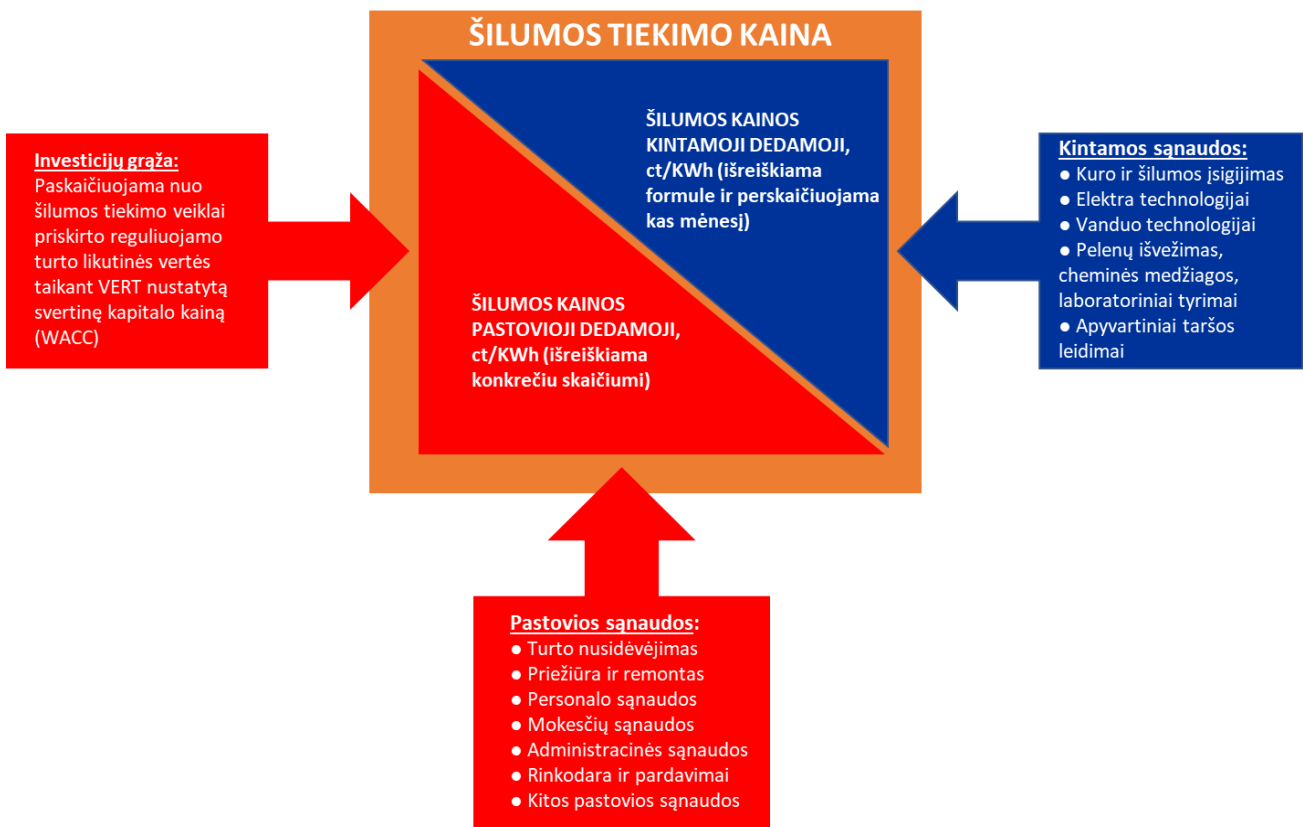 ŠILUMOS TIEKIMO KAINA
ŠILUMOS KAINOS
KINTAMOJI DEDAMOJI,
ct/KWh (išreiškiama
formule ir perskaičiuojama
kas mėnesį)
ŠILUMOS KAINOS
PASTOVIOJI DEDAMOJI,
ct/KWh (išreiškiama
konkrečiu skaičiumi)
Investicijų grąža:
Paskaičiuojama nuo
šilumos tiekimo veiklai
priskirto reguliuojamo
turto likutinės vertės
taikant VERT nustatytą
svertinę kapitalo kainą
(WACC)
Kintamos sąnaudos:
● Kuro ir šilumos įsigijimas
● Elektra technologijai
● Vanduo technologijai
● Pelenų išvežimas,
cheminės medžiagos,
laboratoriniai tyrimai
● Apyvartiniai taršos
leidimai
Pastovios sąnaudos:
● Turto nusidėvėjimas
● Priežiūra ir remontas
● Personalo sąnaudos
● Mokesčių sąnaudos
● Administracinės sąnaudos
● Rinkodara ir pardavimai
● Kitos pastovios sąnaudos